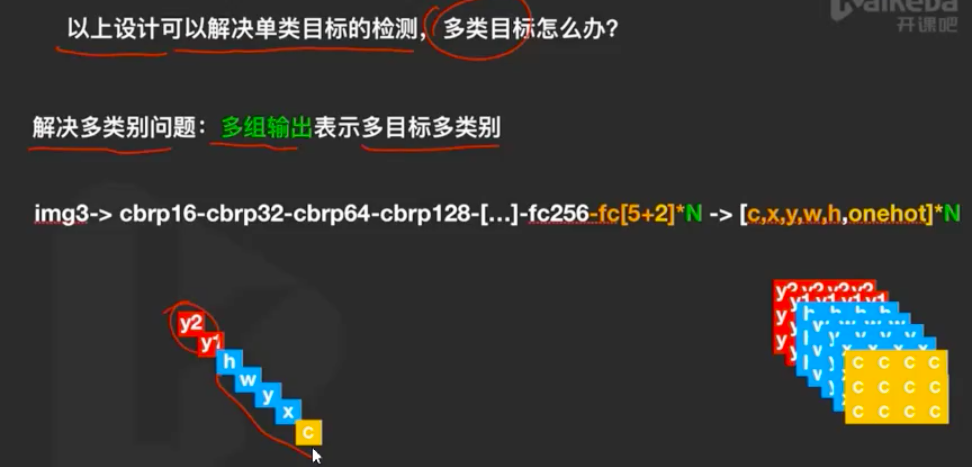 KaiKeBa
开课吧
以上设计可以解决单类目标的检测，多类目标怎么办？
解决多类别问题：多组输出表示多目标多类别
img3-> cbrp16-cbrp32-cbrp64-cbrp128-[...]-fc256-fc[5+2]*N -> [c,x,y,w,h,onehot]*N
y2
y1
h
w
y
x
c
y2 y2 y2 y2
y y1 y1 y1 y1
y
h h h h
c c c c
c c c c
c c c c